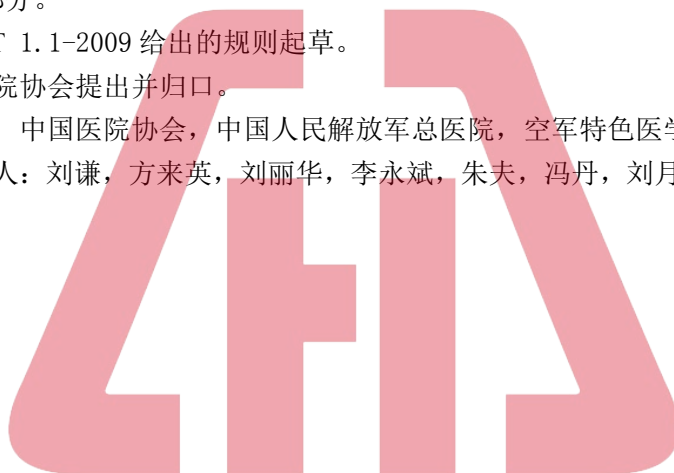 部分。
T 1.1-2009 给出的规则起草。
院协会提出并归口。
中国医院协会，中国人民解放军总医院，空军特色医学
人：刘谦，方来英，刘丽华，李永斌，朱夫，冯丹，刘月